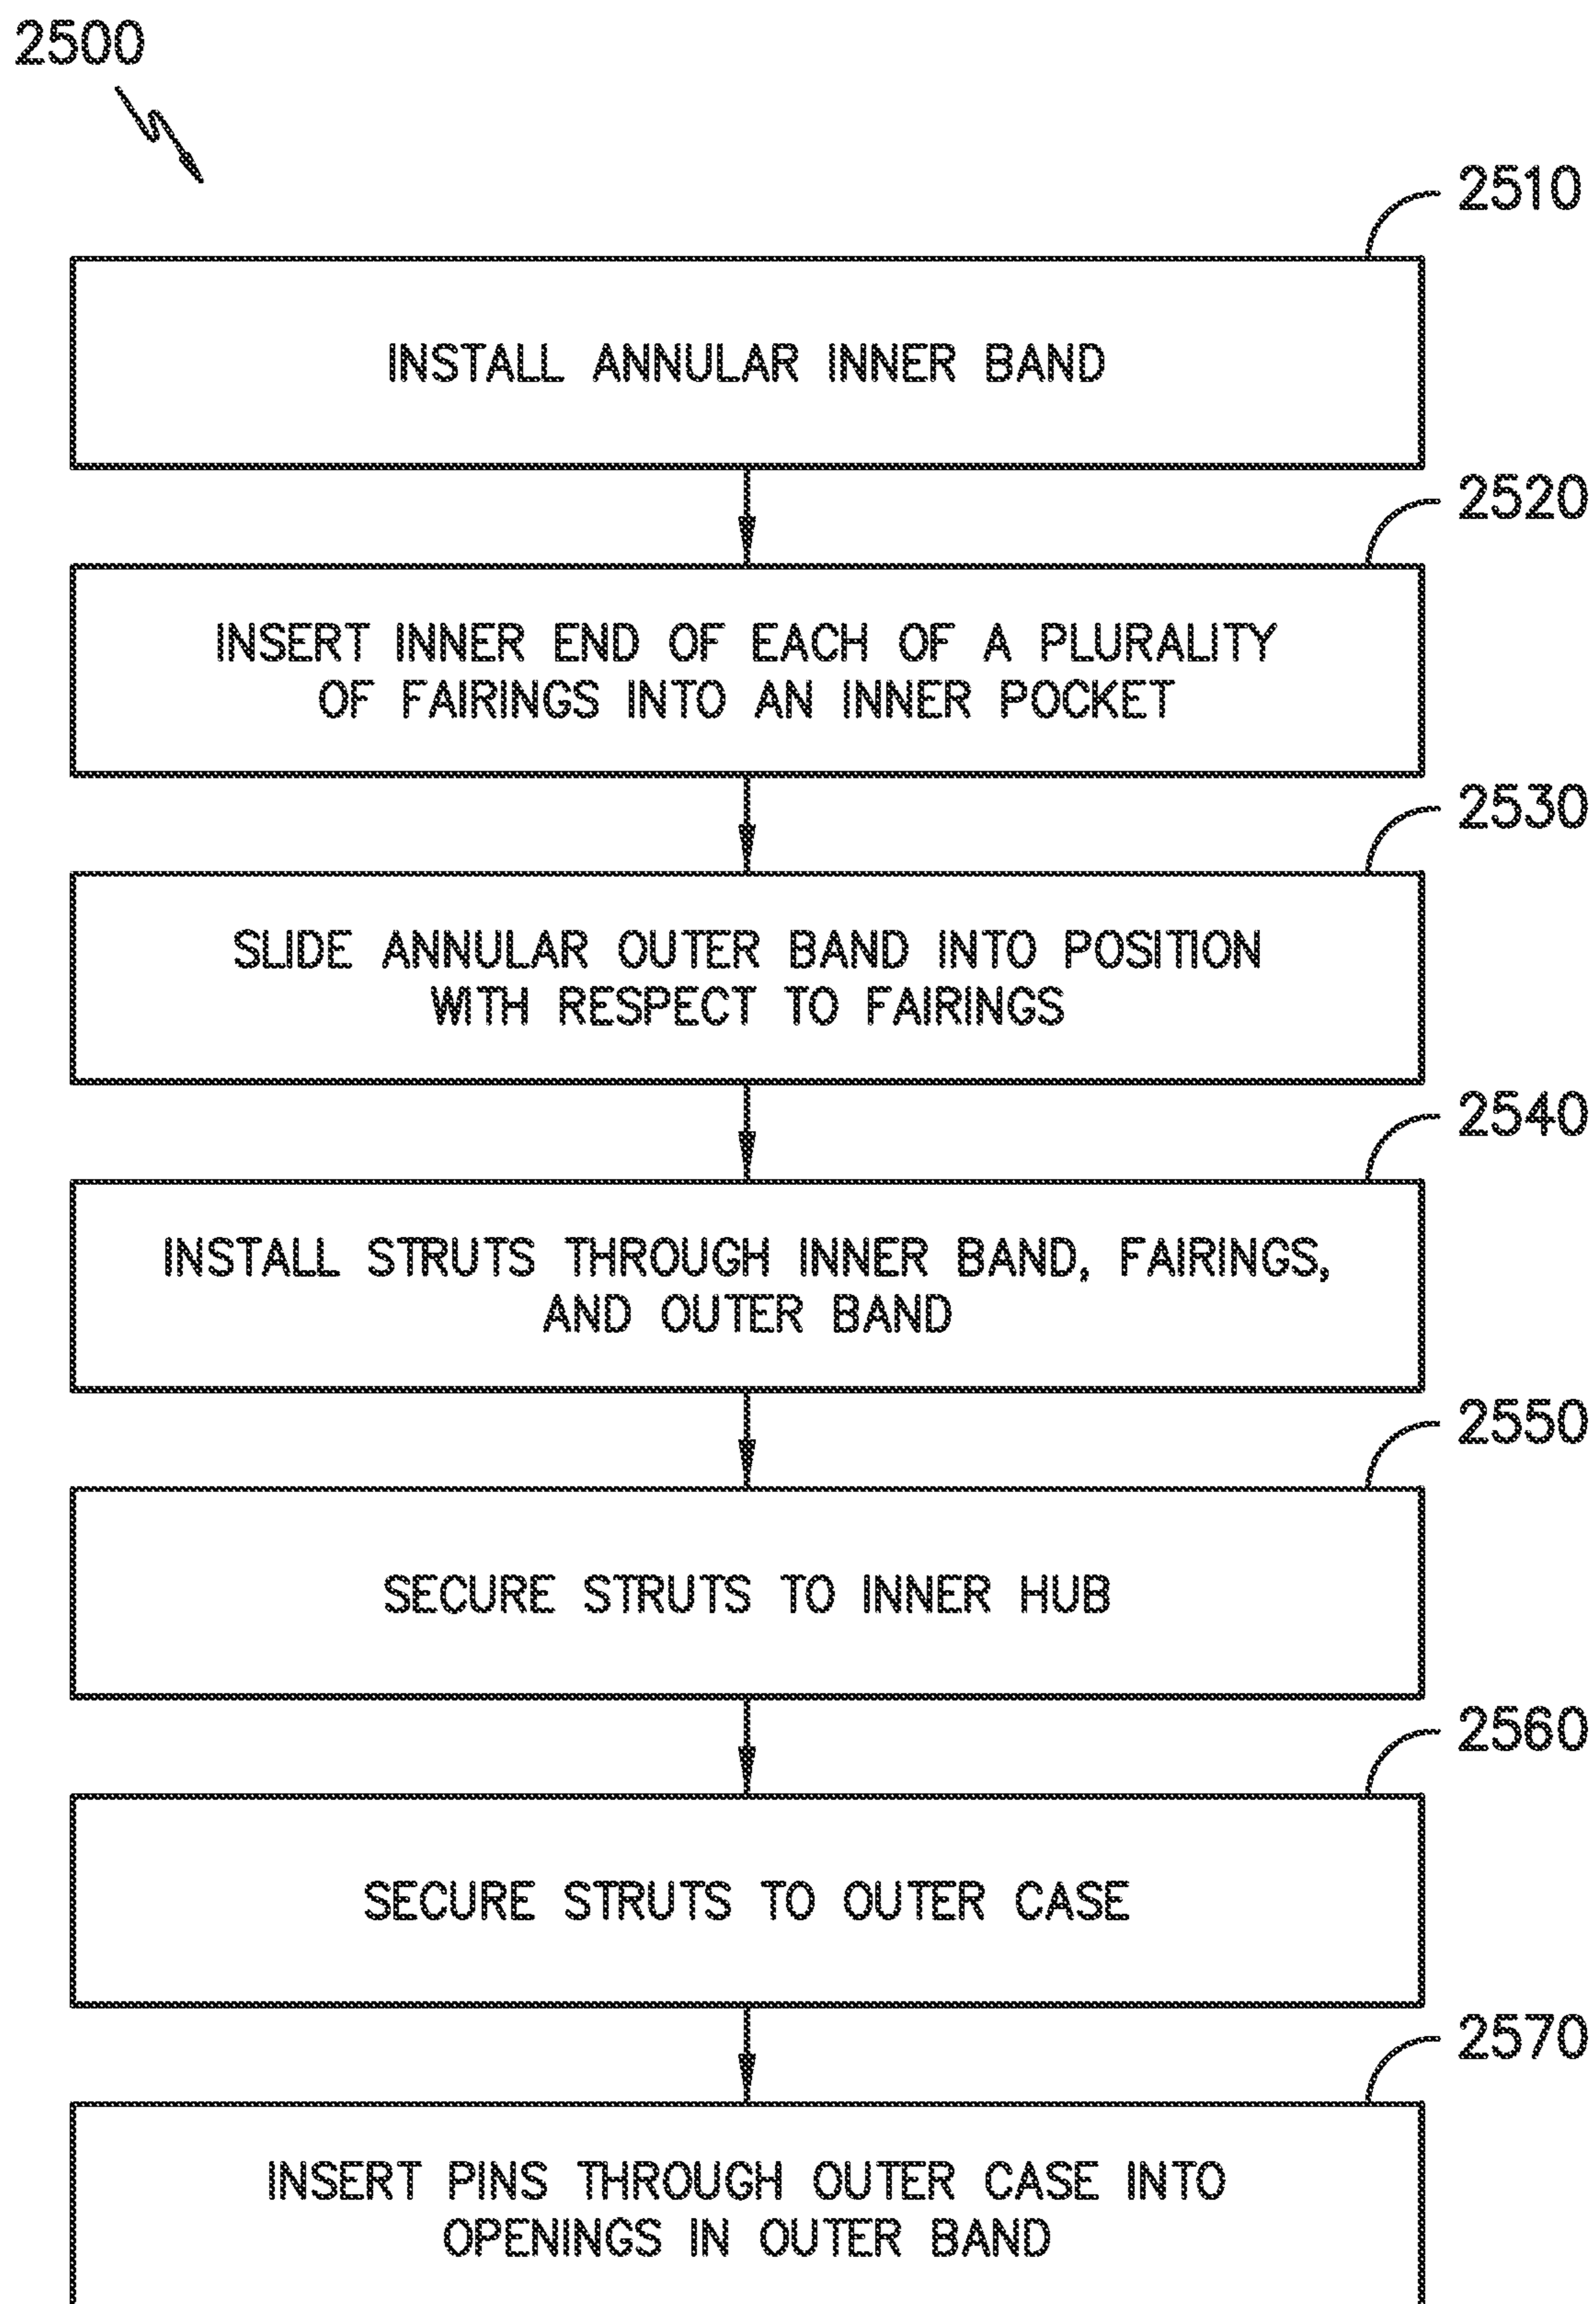 2500
2510
INSTALL ANNULAR INNER BAND
2520
INSERT INNER END OF EACH OF A PLURALITY
OF FAIRINGS INTO AN INNER POCKET
2530
SLIDE ANNULAR OUTER BAND INTO POSITION
WITH RESPECT TO FAIRINGS
2540
INSTALL STRUTS THROUGH INNER BAND, FAIRINGS,
AND OUTER BAND
2550
SECURE STRUTS TO INNER HUB
2560
SECURE STRUTS TO OUTER CASE
2570
INSERT PINS THROUGH OUTER CASE INTO
OPENINGS IN OUTER BAND